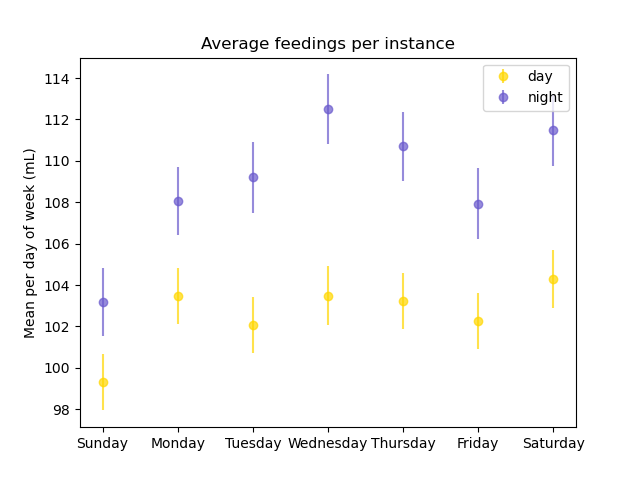 Average feedings per instance
day
night
Mean per day of week (mL)
114
112
110
108
106
104
102
100
98
Sunday Monday Tuesday Wednesday Thursday Friday Saturday